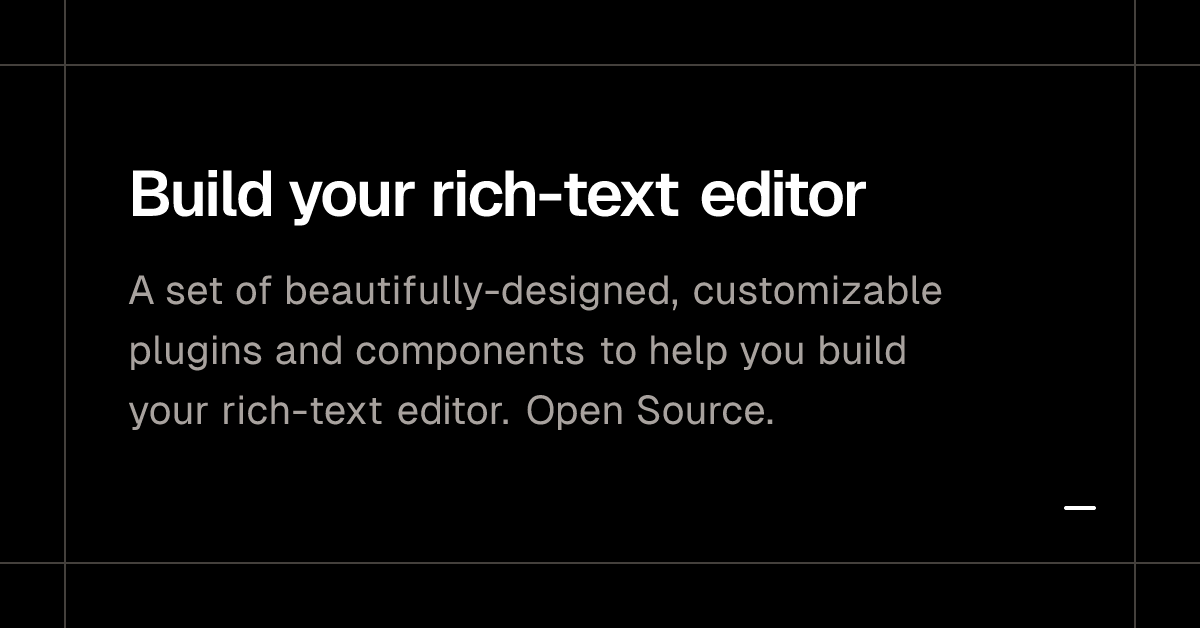 Build your rich-text editor
A set of beautifully-designed, customizable
plugins and components to help you build
your rich-text editor. Open Source.